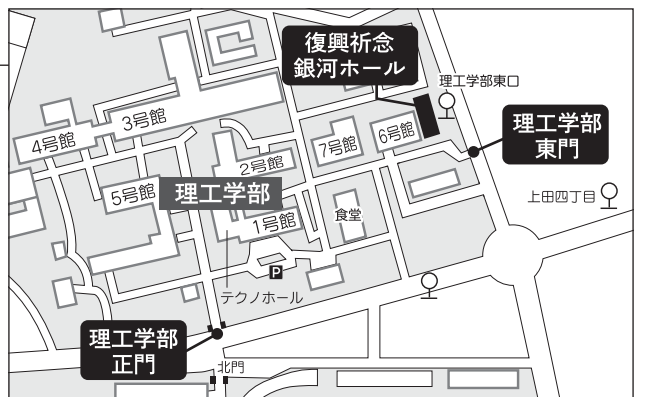 復興祈念
銀河ホール
理工学部東口
理工学部
東門
3号館
4号館
7号館
6号館
2号館
上田四丁目
5号館
理工学部
食堂
1号館
P
テクノホール
理工学部
正門
北門